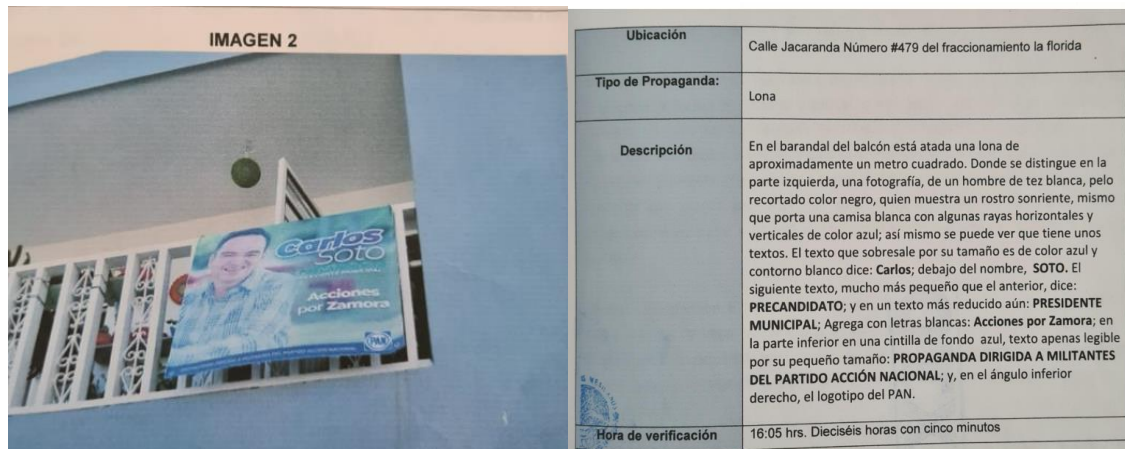 IMAGEN 2
Carlos
SOTO
Acciones
por Zamora
PAN
Ubicación
Calle Jacaranda Número #479 del fraccionamiento la florida
Tipo de Propaganda:
Lona
Descripción
En el barandal del balcón está atada una lona de
aproximadamente un metro cuadrado. Donde se distingue en la
parte izquierda, una fotografía, de un hombre de tez blanca, pelo
recortado color negro, quien muestra un rostro sonriente, mismo
que porta una camisa blanca con algunas rayas horizontales y
verticales de color azul; así mismo se puede ver que tiene unos
textos. El texto que sobresale por su tamaño es de color azul y
contorno blanco dice: Carlos; debajo del nombre, SOTO. El
siguiente texto, mucho más pequeño que el anterior, dice:
PRECANDIDATO; y en un texto más reducido aún: PRESIDENTE
MUNICIPAL; Agrega con letras blancas: Acciones por Zamora; en
la parte inferior en una cintilla de fondo azul, texto apenas legible
por su pequeño tamaño: PROPAGANDA DIRIGIDA A MILITANTES
DEL PARTIDO ACCIÓN NACIONAL; y, en el ángulo inferior
derecho, el logotipo del PAN.
Hora de verificación
16:05 hrs. Dieciséis horas con cinco minutos